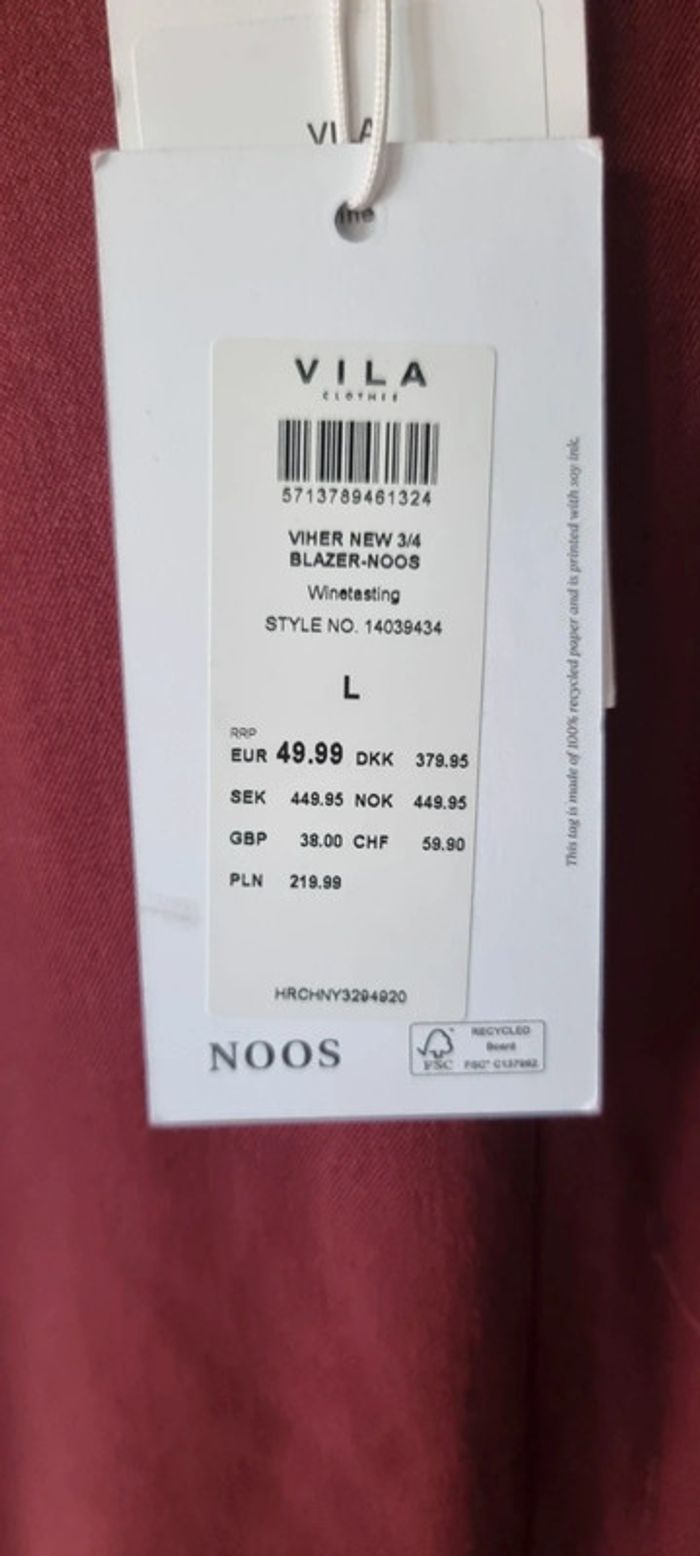 VILA
VILA
CLOTHES
5713789461324
VIHER NEW 3/4
BLAZER-NOOS
Winetasting
STYLE NO. 14039434
L
RRP
EUR 49.99 DKK 379.95
SEK 449.95 NOK 449.95
GBP 38.00 CHF 59.90
PLN 219.99
HRCHNY3294920
NOOS
FSC
RECYCLED
Board
This tag is made of 100% recycled paper and is printed with soy ink.